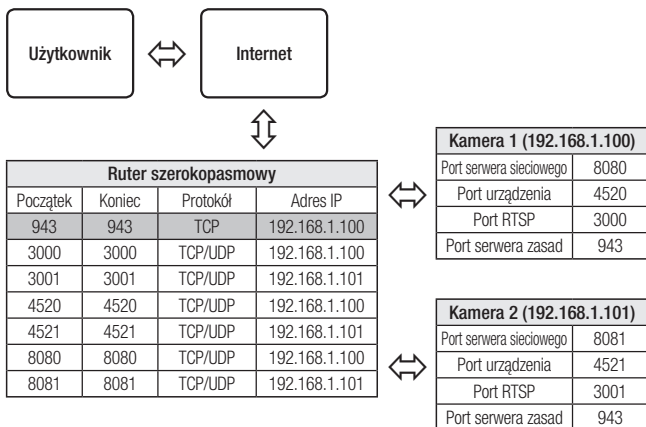 Użytkownik
Internet
Ruter szerokopasmowy
Początek Koniec Protokół Adres IP
943 943 TCP 192.168.1.100
3000 3000 TCP/UDP 192.168.1.100
3001 3001 TCP/UDP 192.168.1.101
4520 4520 TCP/UDP 192.168.1.100
4521 4521 TCP/UDP 192.168.1.101
8080 8080 TCP/UDP 192.168.1.100
8081 8081 TCP/UDP 192.168.1.101
Kamera 1 (192.168.1.100)
Port serwera sieciowego 8080
Port urządzenia 4520
Port RTSP 3000
Port serwera zasad 943
Kamera 2 (192.168.1.101)
Port serwera sieciowego 8081
Port urządzenia 4521
Port RTSP 3001
Port serwera zasad 943